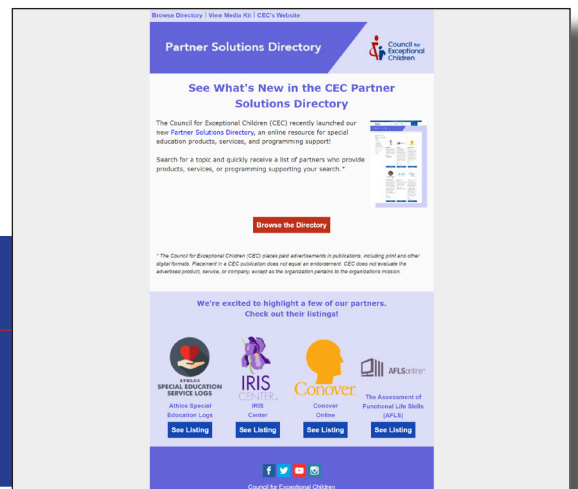 Browse Directory | View Media Kit | CEC's Website
Partner Solutions Directory
Council for
Exceptional
Children
See What's New in the CEC Partner
Solutions Directory
The Council for Exceptional Children (CEC) recently launched our
new Partner Solutions Directory, an online resource for special
education products, services, and programming support!
Search for a topic and quickly receive a list of partners who provide
products, services, or programming supporting your search.*
Browse the Directory
* The Council for Exceptional Children (CEC) places paid advertisements in publications, including print and other
digital formats. Placement in a CEC publication does not equal an endorsement. CEC does not evaluate the
advertised product, service, or company, except as the organization pertains to the organizations mission.
We're excited to highlight a few of our partners.
Check out their listings!
ATHLOS
SPECIAL EDUCATION
SERVICE LOGS
IRIS
CENTER
Conover
AFLSonline
Athlos Special
Education Logs
IRIS
Center
Conover
Online
The Assessment of
Functional Life Skills
(AFLS)
See Listing
See Listing
See Listing
See Listing
Council for Exceptional Children